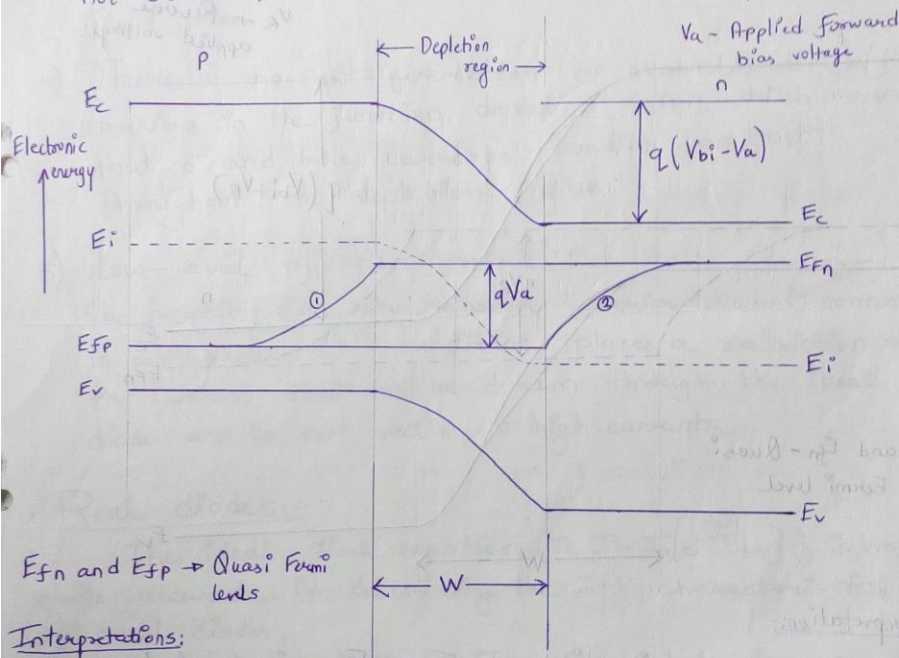 Va - Applied forward
bias voltage
p
← Depletion
region →
n
Ec
Electronic
energy
q(Vbi-Va)
Ec
Ei
EFn
①
qVa
②
Efp
Ei
Ev
Ev
Efn and Efp → Quasi Fermi
levels
W
Interpretations: